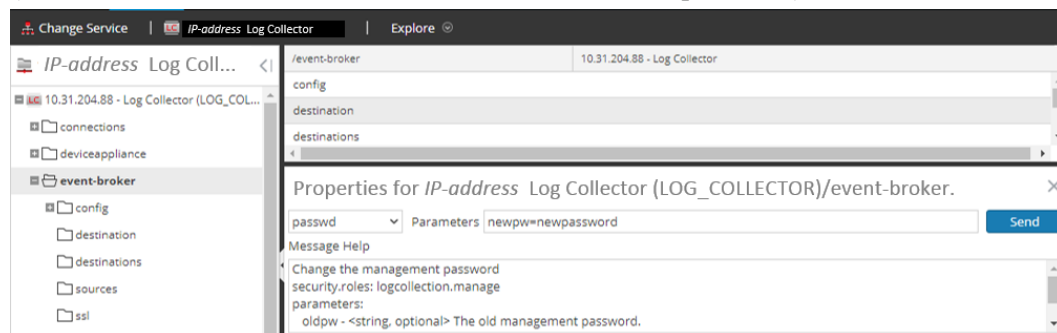 Change Service | LC IP-address Log Collector | Explore
IP-address Log Coll...
/event-broker 10.31.204.88 - Log Collector
config
destination
destinations
LC 10.31.204.88 - Log Collector (LOG_COL...
connections
deviceappliance
event-broker
config
destination
destinations
sources
ssl
Properties for IP-address Log Collector (LOG_COLLECTOR)/event-broker.
passwd Parameters newpw=newpassword Send
Message Help
Change the management password
security.roles: logcollection.manage
parameters:
oldpw - <string, optional> The old management password.